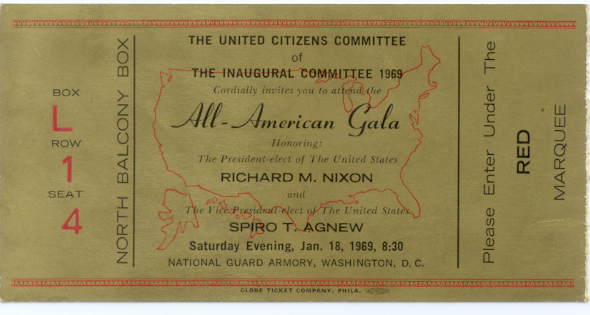 BOX
L
ROW
1
SEAT
4
NORTH BALCONY BOX
THE UNITED CITIZENS COMMITTEE
of
THE INAUGURAL COMMITTEE 1969
Cordially invites you to attend the
All-American Gala
Honoring:
The President-elect of The United States
RICHARD M. NIXON
and
The Vice President-elect of The United States
SPIRO T. AGNEW
Saturday Evening, Jan. 18, 1969, 8:30
NATIONAL GUARD ARMORY, WASHINGTON, D. C.
Please Enter Under The
RED
MARQUEE
GLOBE TICKET COMPANY, PHILA.